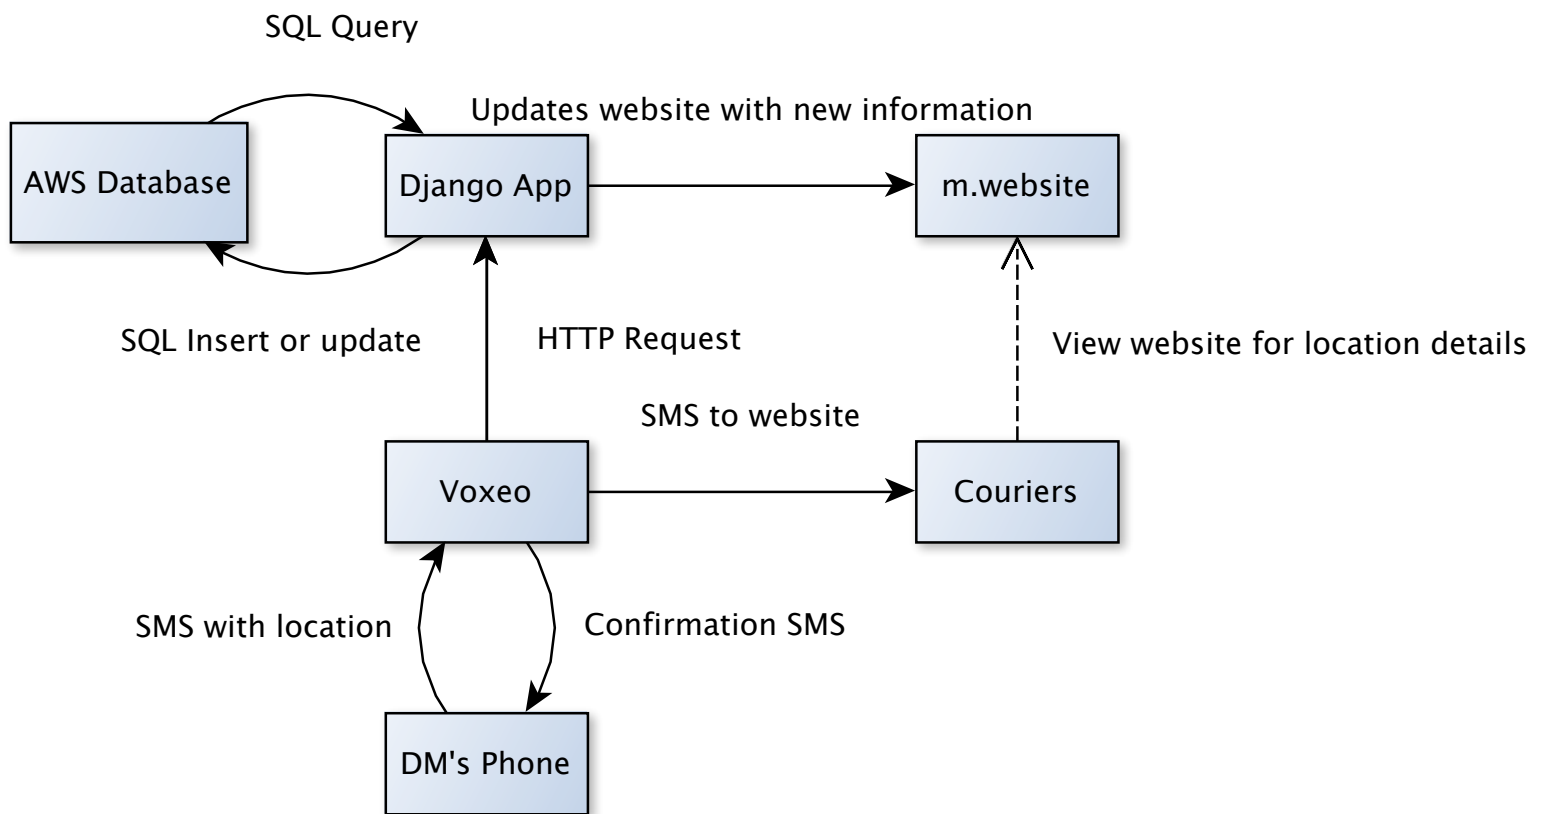 SQL Query
Updates website with new information
AWS Database
Django App
m.website
SQL Insert or update
HTTP Request
View website for location details
SMS to website
Voxeo
Couriers
SMS with location
Confirmation SMS
DM's Phone